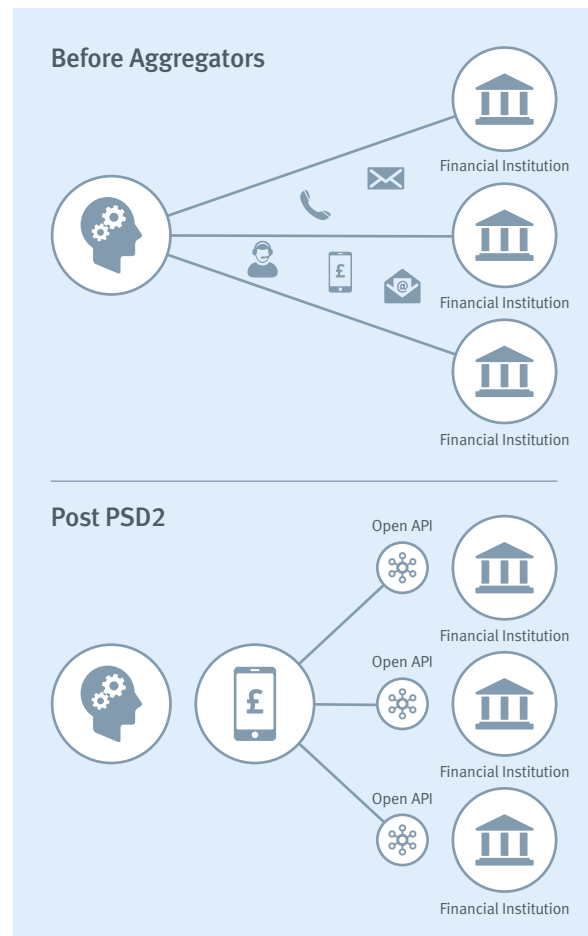 Before Aggregators
Financial Institution
£
@
Financial Institution
Financial Institution
Post PSD2
Open API
Financial Institution
Open API
£
Financial Institution
Open API
Financial Institution